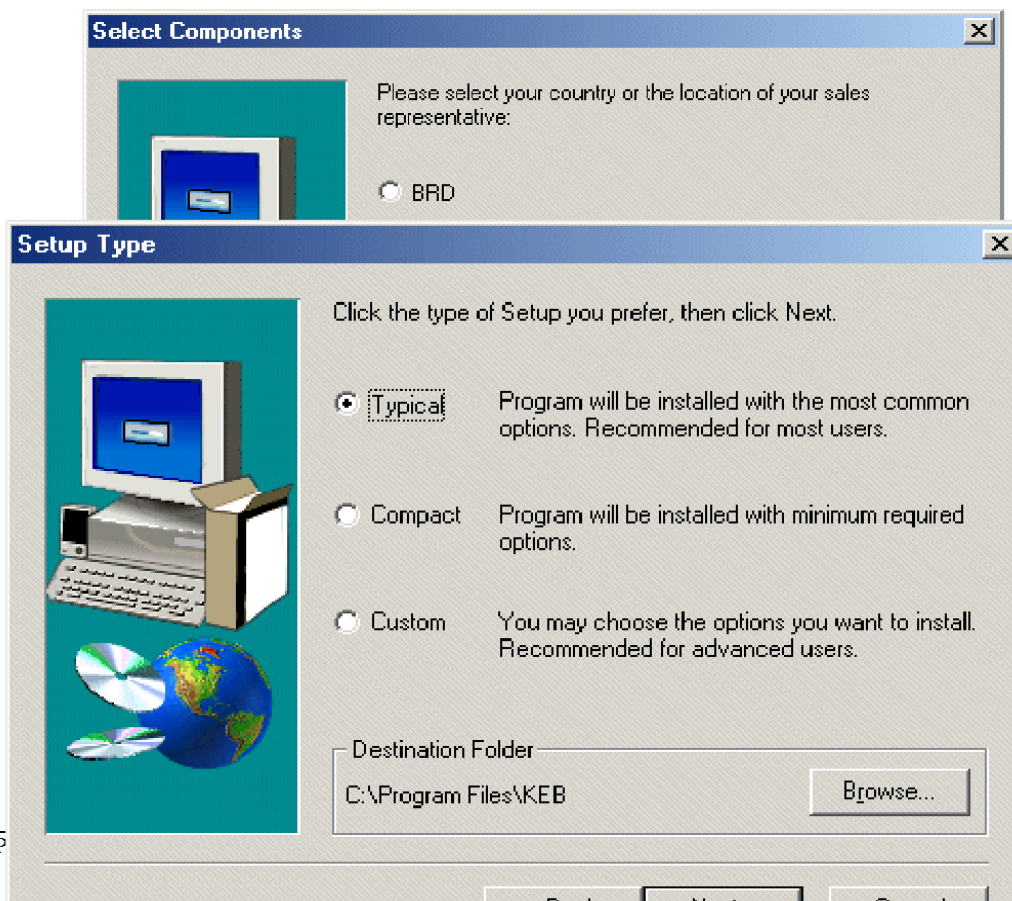 Select Components
Please select your country or the location of your sales
representative:
BRD
Setup Type
Click the type of Setup you prefer, then click Next.
Typical
Program will be installed with the most common
options. Recommended for most users.
Compact
Program will be installed with minimum required
options.
Custom
You may choose the options you want to install.
Recommended for advanced users.
Destination Folder
C:\Program Files\KEB
Browse...